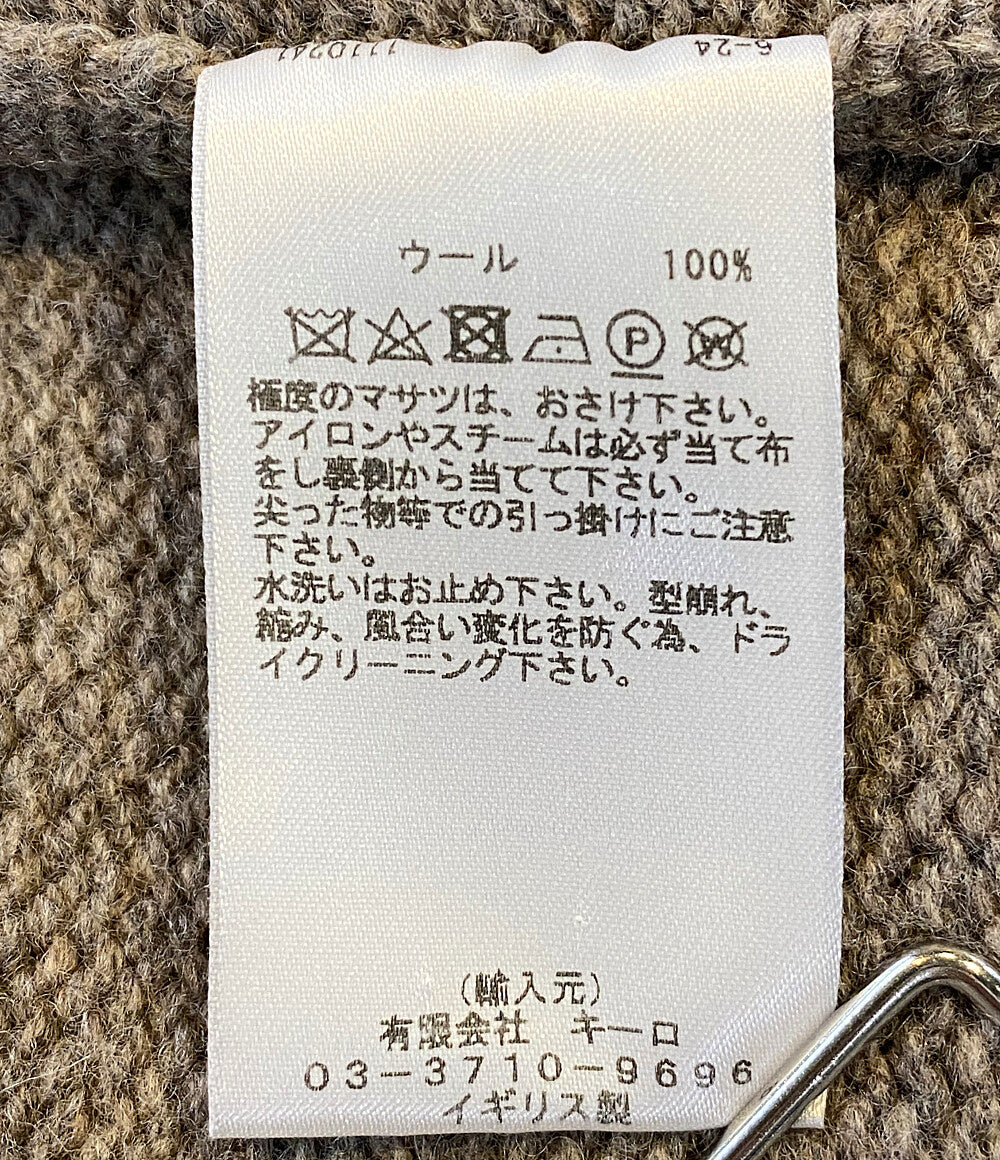 ウール 100%
極度のマサツは、おさけ下さい。
アイロンやスチームは必ず当て布
をし裏側から当てて下さい。
尖った物等での引っ掛けにご注意
下さい。
水洗いはお止め下さい。型崩れ、
縮み、風合い変化を防ぐ為、ドラ
イクリーニング下さい。
(輸入元)
有限会社 キーロ
03-3710-9696
イギリス製